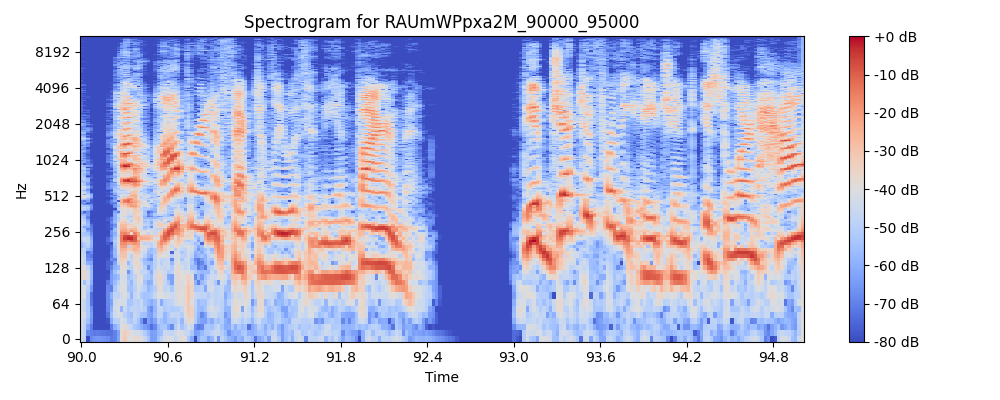 Spectrogram for RAUmWPpxa2M_90000_95000
8192
4096
2048
1024
512
256
128
64
0
Hz
90.0 90.6 91.2 91.8 92.4 93.0 93.6 94.2 94.8
Time
+0 dB
-10 dB
-20 dB
-30 dB
-40 dB
-50 dB
-60 dB
-70 dB
-80 dB